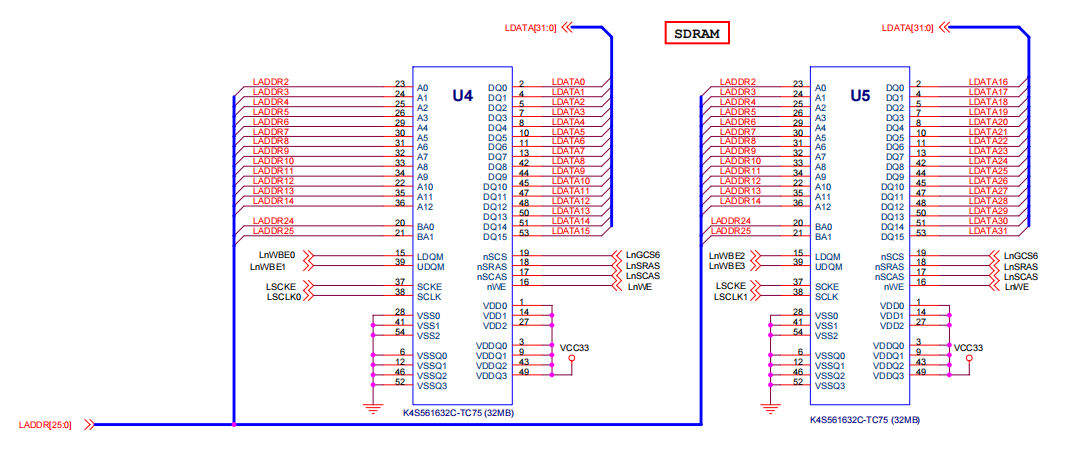 LDATA[31:0]
U4
LADDR2 23 A0 DQ0 2 LDATA0
LADDR3 24 A1 DQ1 4 LDATA1
LADDR4 25 A2 DQ2 5 LDATA2
LADDR5 26 A3 DQ3 7 LDATA3
LADDR6 29 A4 DQ4 8 LDATA4
LADDR7 30 A5 DQ5 10 LDATA5
LADDR8 31 A6 DQ6 11 LDATA6
LADDR9 32 A7 DQ7 13 LDATA7
LADDR10 33 A8 DQ8 42 LDATA8
LADDR11 34 A9 DQ9 44 LDATA9
LADDR12 22 A10 DQ10 45 LDATA10
LADDR13 35 A11 DQ11 47 LDATA11
LADDR14 36 A12 DQ12 48 LDATA12
DQ13 50 LDATA13
LADDR24 20 BA0 DQ14 51 LDATA14
LADDR25 21 BA1 DQ15 53 LDATA15
LnWBE0 15 LDQM nSCS 19 LnGCS6
LnWBE1 39 UDQM nSRAS 18 LnSRAS
nSCAS 17 LnSCAS
LSCKE 37 SCKE nWE 16 LnWE
LSCLK0 38 SCLK
VDD0 1
28 VSS0 VDD1 14
41 VSS1 VDD2 27
54 VSS2
VDDQ0 3
6 VSSQ0 VDDQ1 9 VCC33
12 VSSQ1 VDDQ2 43
46 VSSQ2 VDDQ3 49
52 VSSQ3
K4S561632C-TC75 (32MB)
SDRAM
LDATA[31:0]
U5
LADDR2 23 A0 DQ0 2 LDATA16
LADDR3 24 A1 DQ1 4 LDATA17
LADDR4 25 A2 DQ2 5 LDATA18
LADDR5 26 A3 DQ3 7 LDATA19
LADDR6 29 A4 DQ4 8 LDATA20
LADDR7 30 A5 DQ5 10 LDATA21
LADDR8 31 A6 DQ6 11 LDATA22
LADDR9 32 A7 DQ7 13 LDATA23
LADDR10 33 A8 DQ8 42 LDATA24
LADDR11 34 A9 DQ9 44 LDATA25
LADDR12 22 A10 DQ10 45 LDATA26
LADDR13 35 A11 DQ11 47 LDATA27
LADDR14 36 A12 DQ12 48 LDATA28
DQ13 50 LDATA29
LADDR24 20 BA0 DQ14 51 LDATA30
LADDR25 21 BA1 DQ15 53 LDATA31
LnWBE2 15 LDQM nSCS 19 LnGCS6
LnWBE3 39 UDQM nSRAS 18 LnSRAS
nSCAS 17 LnSCAS
LSCKE 37 SCKE nWE 16 LnWE
LSCLK1 38 SCLK
VDD0 1
28 VSS0 VDD1 14
41 VSS1 VDD2 27
54 VSS2
VDDQ0 3
6 VSSQ0 VDDQ1 9 VCC33
12 VSSQ1 VDDQ2 43
46 VSSQ2 VDDQ3 49
52 VSSQ3
K4S561632C-TC75 (32MB)
LADDR[25:0]